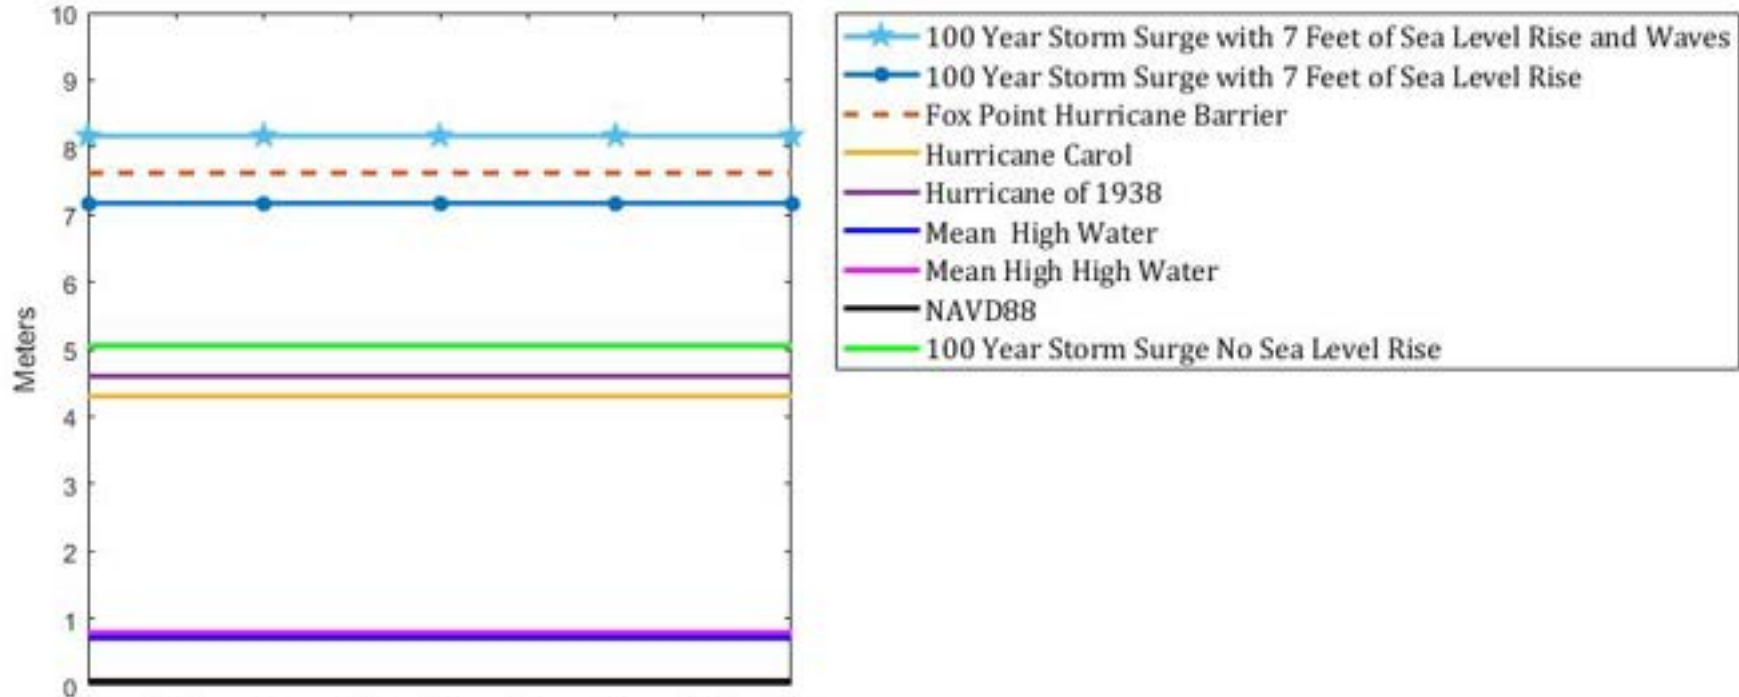 10
9
8
7
6
5
4
3
2
1
0
Meters
100 Year Storm Surge with 7 Feet of Sea Level Rise and Waves
100 Year Storm Surge with 7 Feet of Sea Level Rise
Fox Point Hurricane Barrier
Hurricane Carol
Hurricane of 1938
Mean  High Water
Mean High High Water
NAVD88
100 Year Storm Surge No Sea Level Rise